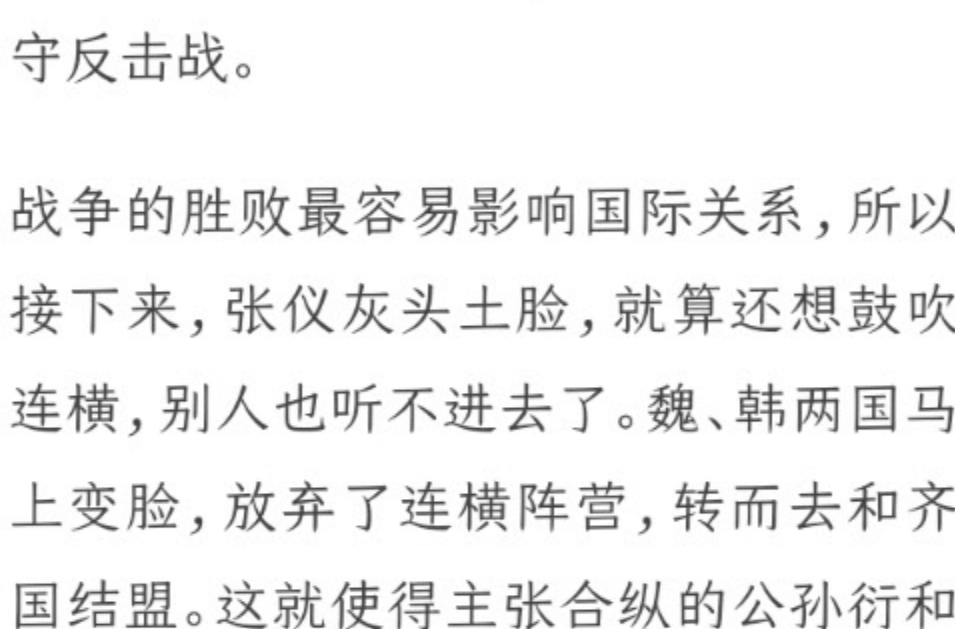 守反击战。
战争的胜败最容易影响国际关系,所以
接下来,张仪灰头土脸,就算还想鼓吹
连横,别人也听不进去了。魏、韩两国马
上变脸,放弃了连横阵营,转而去和齐
国结盟。这就使得主张合纵的公孙衍和